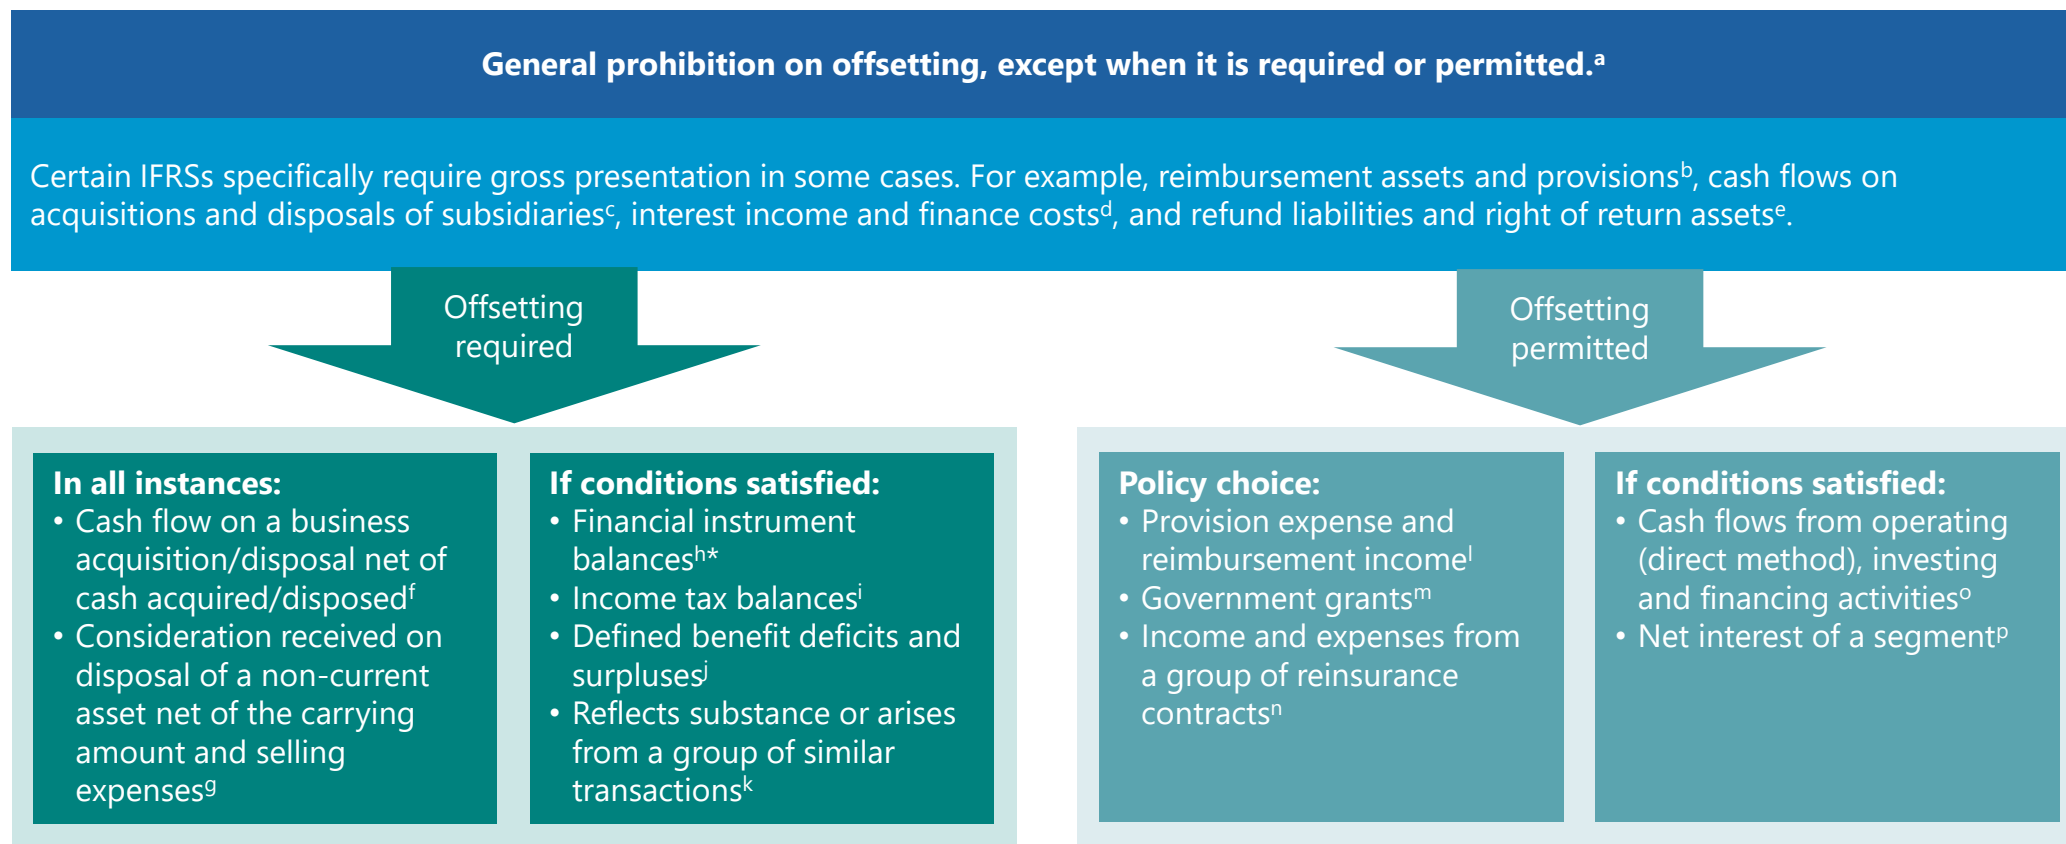 General prohibition on offsetting, except when it is required or permitted.ᵃ
Certain IFRSs specifically require gross presentation in some cases. For example, reimbursement assets and provisionsᵇ, cash flows on
acquisitions and disposals of subsidiariesᶜ, interest income and finance costsᵈ, and refund liabilities and right of return assetsᵉ.
Offsetting
required
Offsetting
permitted
In all instances:
• Cash flow on a business
acquisition/disposal net of
cash acquired/disposedᶠ
• Consideration received on
disposal of a non-current
asset net of the carrying
amount and selling
expensesᵍ
If conditions satisfied:
• Financial instrument
balancesʰ*
• Income tax balancesⁱ
• Defined benefit deficits and
surplusesʲ
• Reflects substance or arises
from a group of similar
transactionsᵏ
Policy choice:
• Provision expense and
reimbursement incomeˡ
• Government grantsᵐ
• Income and expenses from
a group of reinsurance
contractsⁿ
If conditions satisfied:
• Cash flows from operating
(direct method), investing
and financing activitiesᵒ
• Net interest of a segmentᵖ